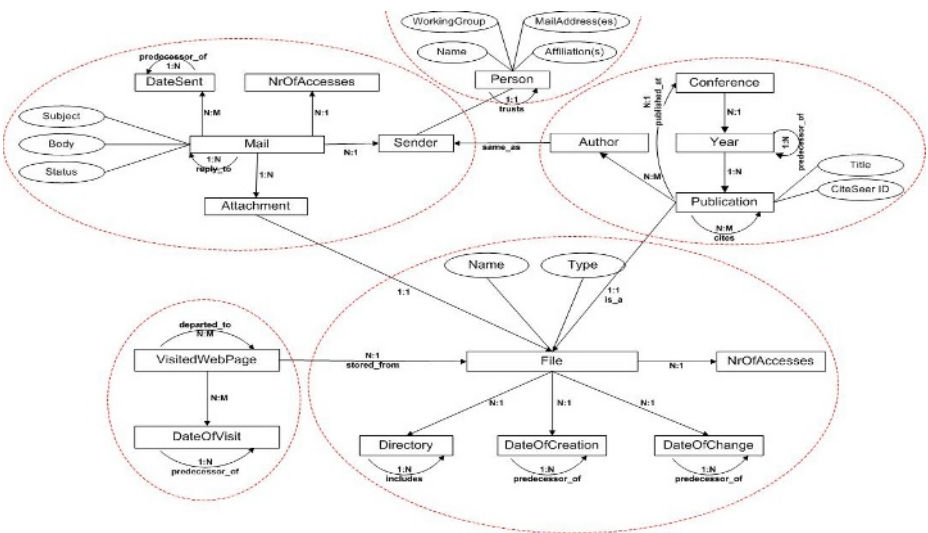 WorkingGroup
MailAddress(es)
Name
Affiliation(s)
Person
1:1
trusts
predecessor_of
1:N
DateSent
NrOfAccesses
N:M
N:1
Subject
Body
Status
Mail
N:1
Sender
1:N
reply_to
1:N
Attachment
same_as
Conference
N:1
published_at
N:1
Author
Year
1:N
predecessor_of
N:M
1:N
Title
CiteSeer ID
Publication
N:M
cites
Name
Type
1:1
1:1
is_a
departed_to
N:M
VisitedWebPage
N:1
stored_from
File
N:1
NrOfAccesses
N:M
N:1
N:1
N:1
DateOfVisit
1:N
predecessor_of
Directory
1:N
includes
DateOfCreation
1:N
predecessor_of
DateOfChange
1:N
predecessor_of